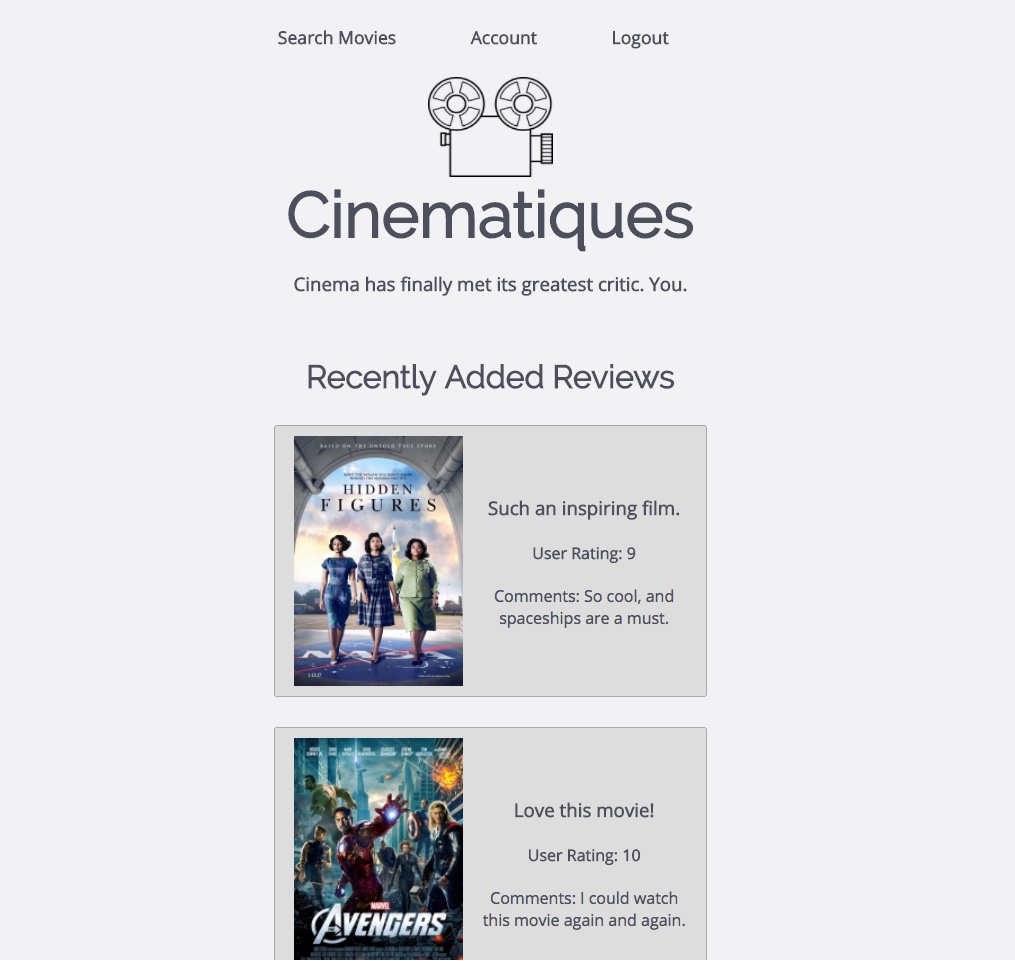 Search Movies Account Logout
Cinematiques
Cinema has finally met its greatest critic. You.
Recently Added Reviews
BASED ON THE UNTOLD TRUE STORY
HIDDEN
FIGURES
NASA
Such an inspiring film.
User Rating: 9
Comments: So cool, and
spaceships are a must.
MARVEL
AVENGERS
Love this movie!
User Rating: 10
Comments: I could watch
this movie again and again.